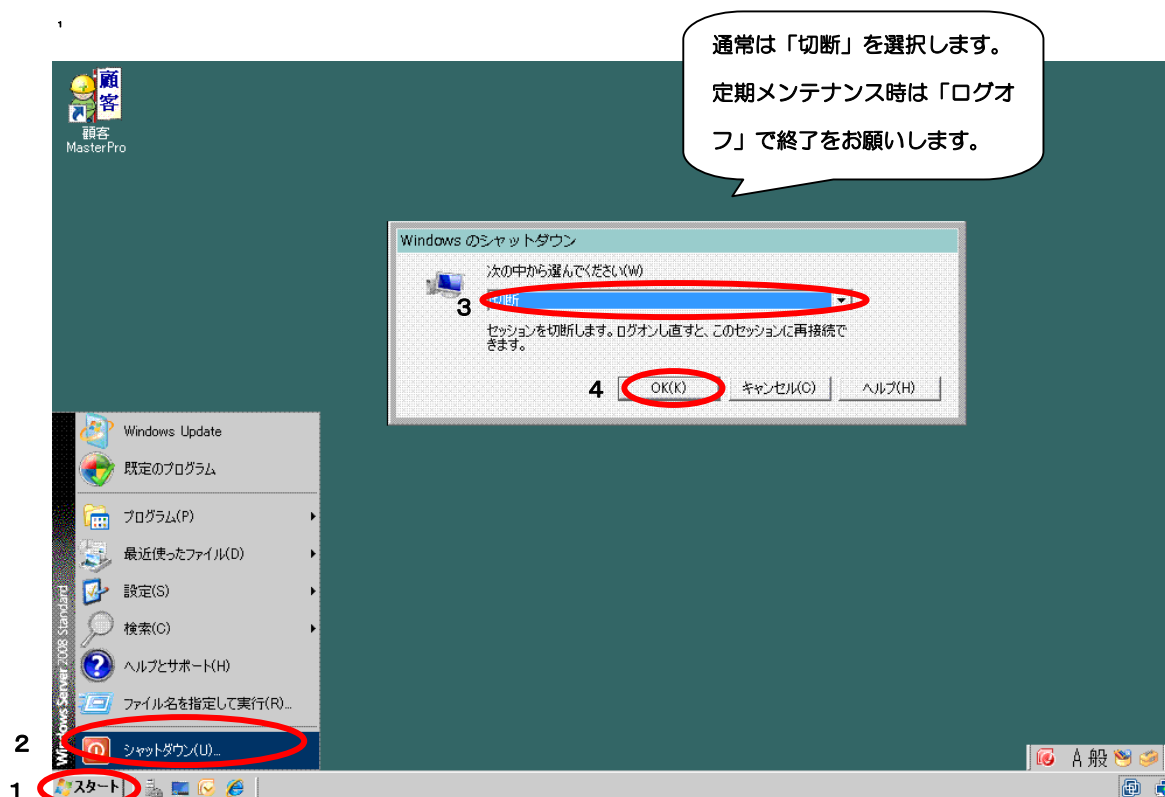 1
通常は「切断」を選択します。
定期メンテナンス時は「ログオ
フ」で終了をお願いします。
顧
客
顧客
MasterPro
Windows のシャットダウン
次の中から選んでください(W)
3
切断
セッションを切断します。ログオンし直すと、このセッションに再接続で
きます。
4
OK(K)
キャンセル(C)
ヘルプ(H)
Windows Update
既定のプログラム
プログラム(P)
最近使ったファイル(D)
設定(S)
検索(C)
ヘルプとサポート(H)
ファイル名を指定して実行(R)...
Windows Server 2008 Standard
2
シャットダウン(U)...
1
スタート
A 般